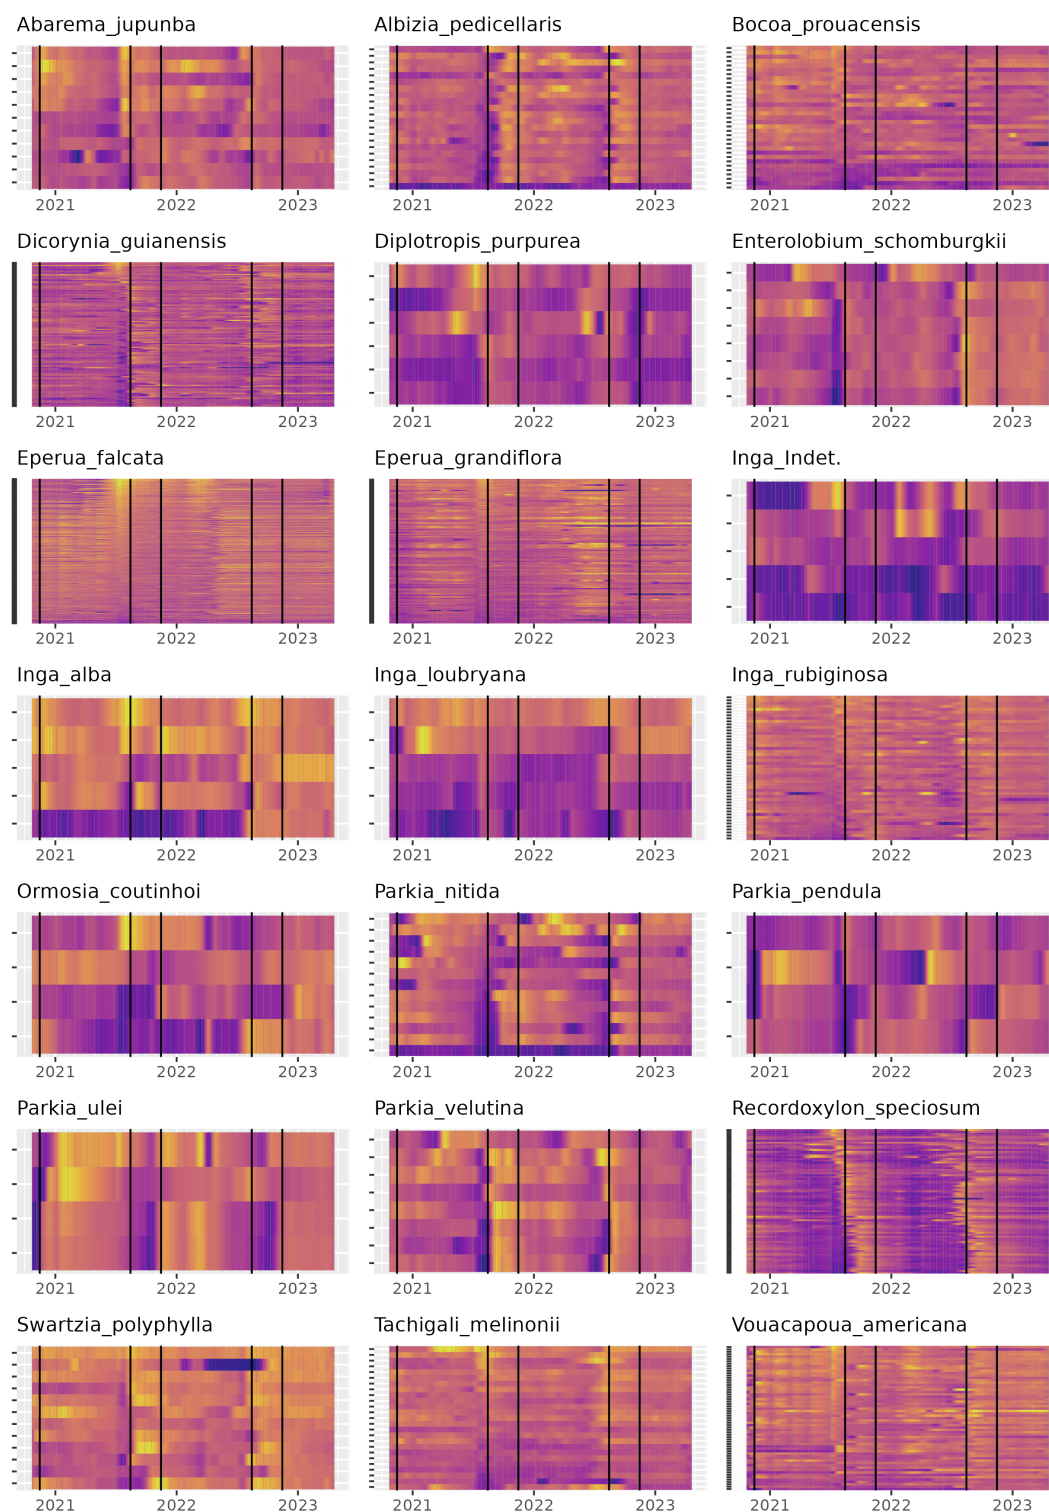 Abarema_jupunba Albizia_pedicellaris Bocoa_prouacensis
2021 2022 2023 2021 2022 2023 2021 2022 2023
Dicorynia_guianensis Diplotropis_purpurea Enterolobium_schomburgkii
2021 2022 2023 2021 2022 2023 2021 2022 2023
Eperua_falcata Eperua_grandiflora Inga_Indet.
2021 2022 2023 2021 2022 2023 2021 2022 2023
Inga_alba Inga_loubryana Inga_rubiginosa
2021 2022 2023 2021 2022 2023 2021 2022 2023
Ormosia_coutinhoi Parkia_nitida Parkia_pendula
2021 2022 2023 2021 2022 2023 2021 2022 2023
Parkia_ulei Parkia_velutina Recordoxylon_speciosum
2021 2022 2023 2021 2022 2023 2021 2022 2023
Swartzia_polyphylla Tachigali_melinonii Vouacapoua_americana
2021 2022 2023 2021 2022 2023 2021 2022 2023